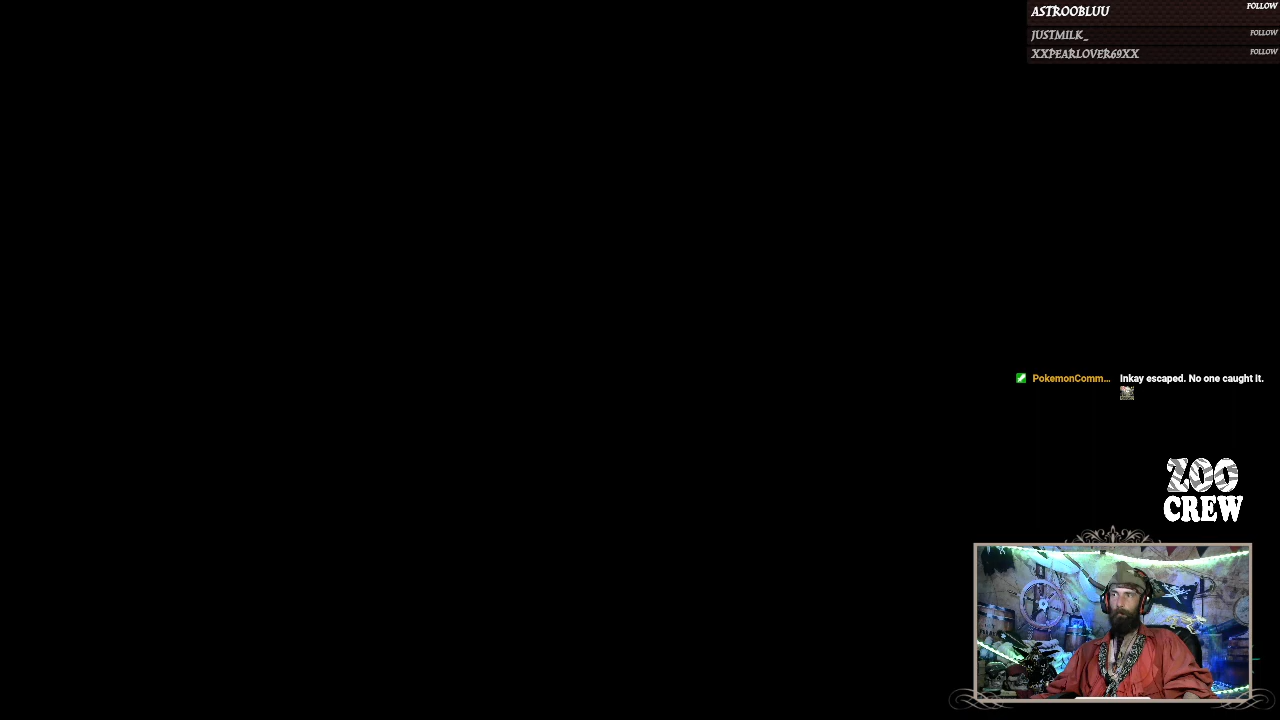 ASTROOBLUU FOLLOW
JUSTMILK_ FOLLOW
XXPEARLOVER69XX FOLLOW
PokemonComm... Inkay escaped. No one caught it.
ZOO
CREW